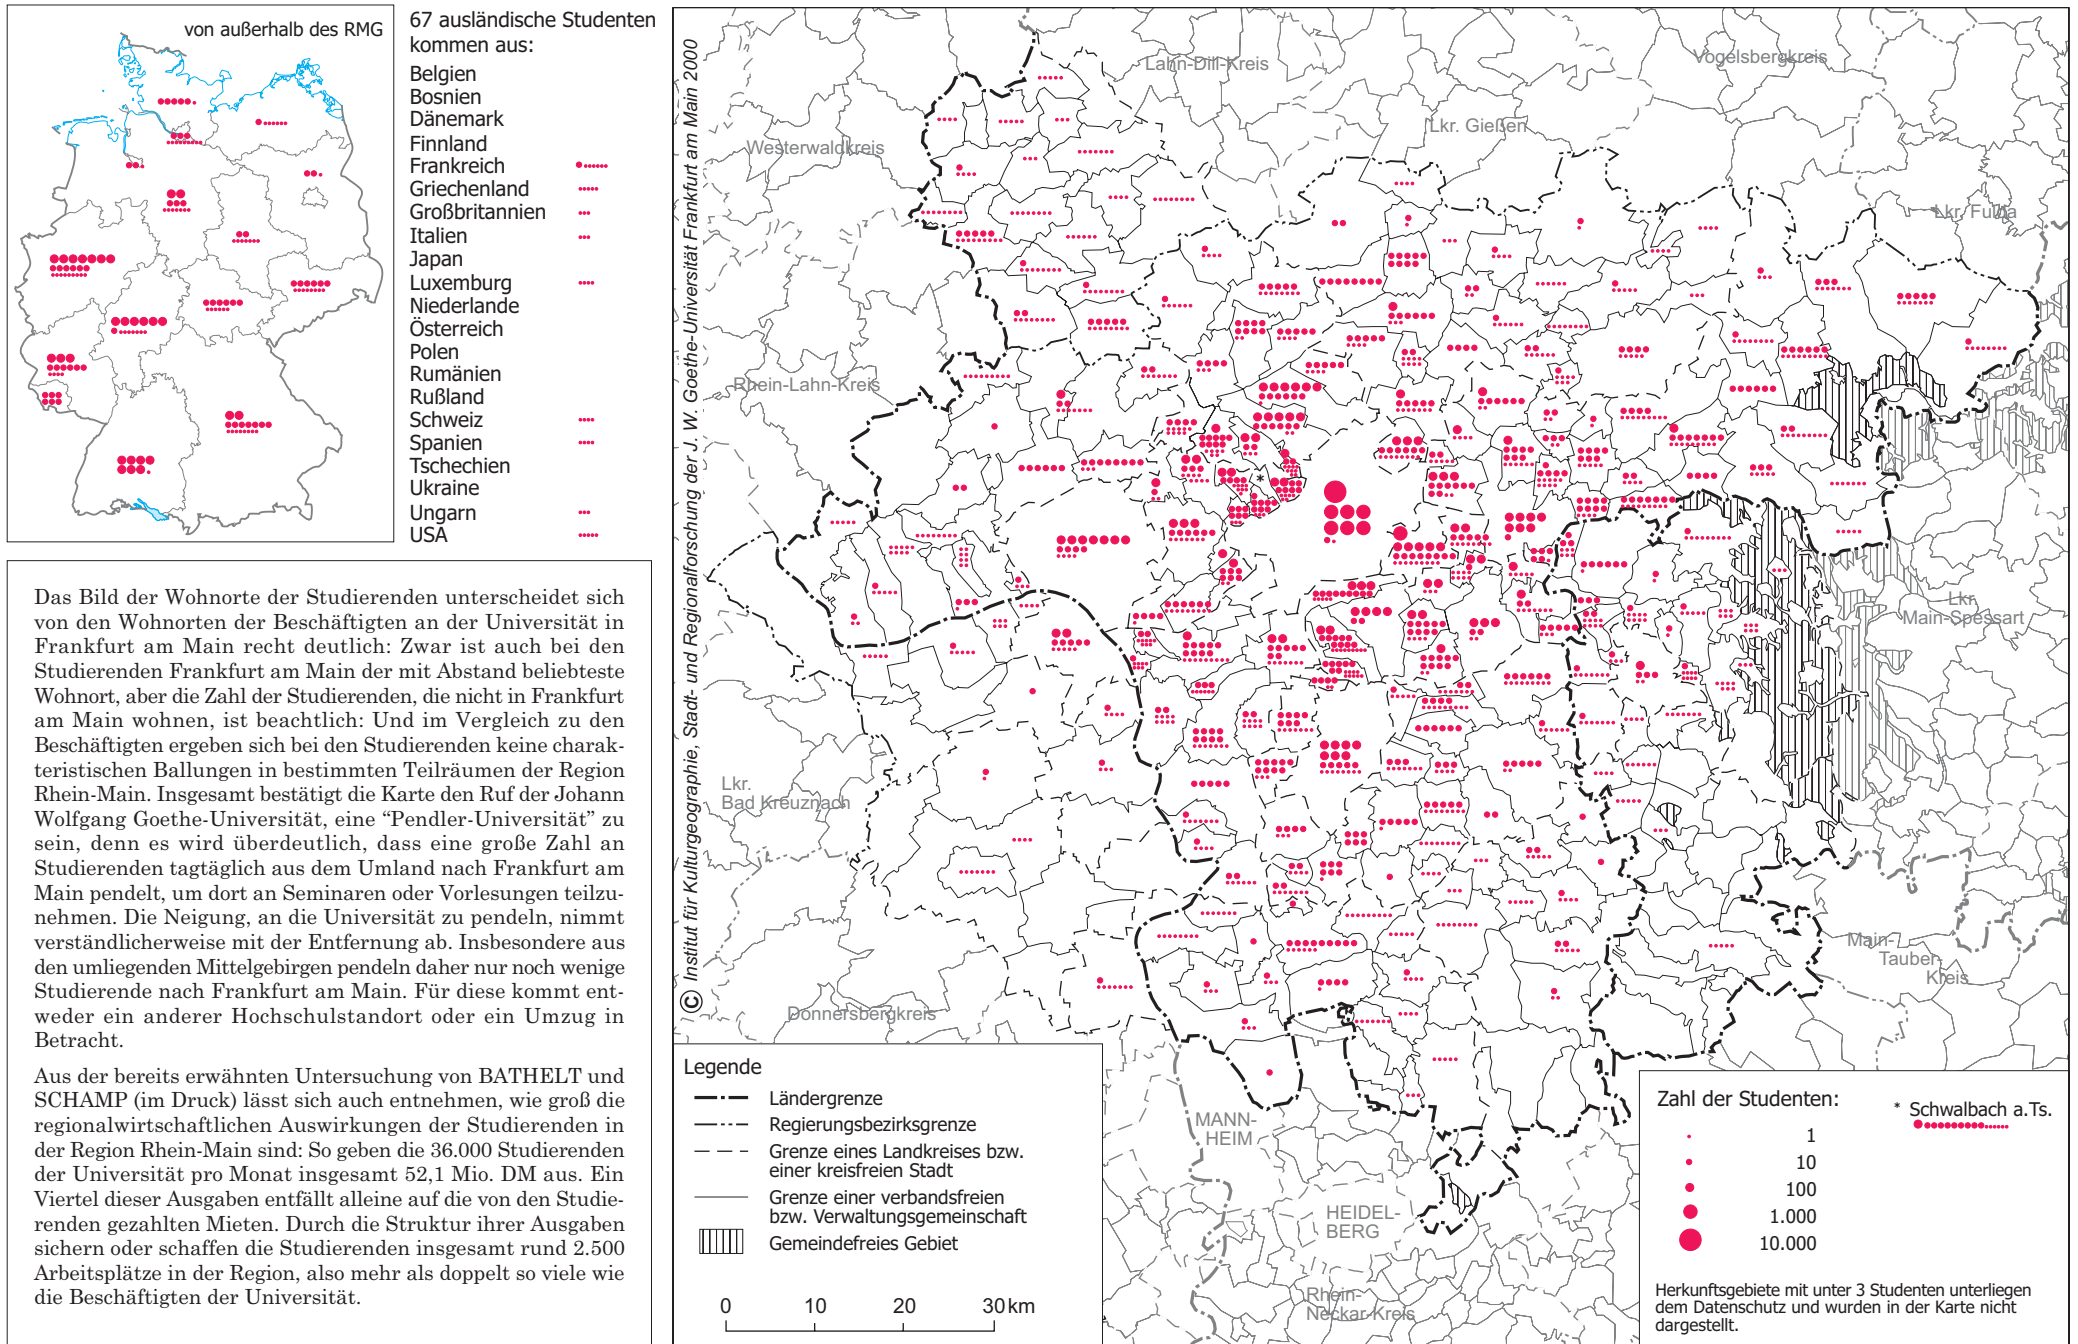 von außerhalb des RMG
67 ausländische Studenten
kommen aus:
Belgien
Bosnien
Dänemark
Finnland
Frankreich
Griechenland
Großbritannien
Italien
Japan
Luxemburg
Niederlande
Österreich
Polen
Rumänien
Rußland
Schweiz
Spanien
Tschechien
Ukraine
Ungarn
USA
Das Bild der Wohnorte der Studierenden unterscheidet sich
von den Wohnorten der Beschäftigten an der Universität in
Frankfurt am Main recht deutlich: Zwar ist auch bei den
Studierenden Frankfurt am Main der mit Abstand beliebteste
Wohnort, aber die Zahl der Studierenden, die nicht in Frankfurt
am Main wohnen, ist beachtlich: Und im Vergleich zu den
Beschäftigten ergeben sich bei den Studierenden keine charak-
teristischen Ballungen in bestimmten Teilräumen der Region
Rhein-Main. Insgesamt bestätigt die Karte den Ruf der Johann
Wolfgang Goethe-Universität, eine “Pendler-Universität” zu
sein, denn es wird überdeutlich, dass eine große Zahl an
Studierenden tagtäglich aus dem Umland nach Frankfurt am
Main pendelt, um dort an Seminaren oder Vorlesungen teilzu-
nehmen. Die Neigung, an die Universität zu pendeln, nimmt
verständlicherweise mit der Entfernung ab. Insbesondere aus
den umliegenden Mittelgebirgen pendeln daher nur noch wenige
Studierende nach Frankfurt am Main. Für diese kommt ent-
weder ein anderer Hochschulstandort oder ein Umzug in
Betracht.
Aus der bereits erwähnten Untersuchung von BATHELT und
SCHAMP (im Druck) lässt sich auch entnehmen, wie groß die
regionalwirtschaftlichen Auswirkungen der Studierenden in
der Region Rhein-Main sind: So geben die 36.000 Studierenden
der Universität pro Monat insgesamt 52,1 Mio. DM aus. Ein
Viertel dieser Ausgaben entfällt alleine auf die von den Studie-
renden gezahlten Mieten. Durch die Struktur ihrer Ausgaben
sichern oder schaffen die Studierenden insgesamt rund 2.500
Arbeitsplätze in der Region, also mehr als doppelt so viele wie
die Beschäftigten der Universität.
© Institut für Kulturgeographie, Stadt- und Regionalforschung der J. W. Goethe-Universität Frankfurt am Main 2000
Lahn-Dill-Kreis
Vogelsbergkreis
Westerwaldkreis
Lkr. Gießen
Lkr. Fulda
Rhein-Lahn-Kreis
*
Lkr.
Main-Spessart
Lkr.
Bad Kreuznach
Main-
Tauber-
Kreis
Donnersbergkreis
MANN-
HEIM
HEIDEL-
BERG
Rhein-
Neckar-Kreis
Legende
Ländergrenze
Regierungsbezirksgrenze
Grenze eines Landkreises bzw.
einer kreisfreien Stadt
Grenze einer verbandsfreien
bzw. Verwaltungsgemeinschaft
Gemeindefreies Gebiet
0 10 20 30 km
Zahl der Studenten:
1
10
100
1.000
10.000
* Schwalbach a.Ts.
Herkunftsgebiete mit unter 3 Studenten unterliegen
dem Datenschutz und wurden in der Karte nicht
dargestellt.